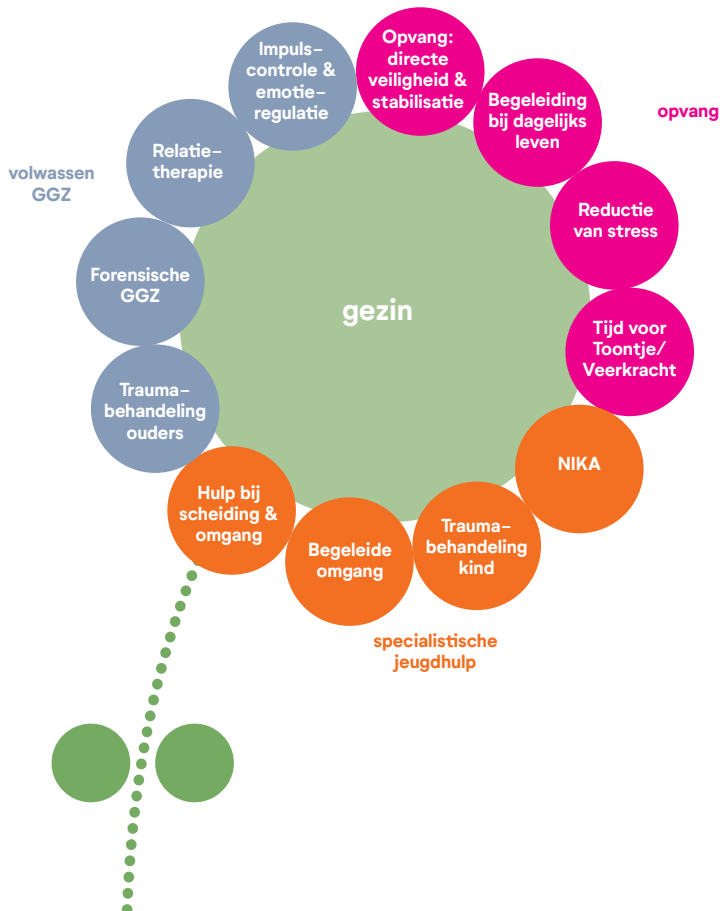 Impuls–
controle &
emotie–
regulatie
Opvang:
directe
veiligheid &
stabilisatie
Begeleiding
bij dagelijks
leven
opvang
Relatie–
therapie
volwassen
GGZ
Reductie
van stress
Forensische
GGZ
gezin
Tijd voor
Toontje/
Veerkracht
Trauma–
behandeling
ouders
NIKA
Hulp bij
scheiding &
omgang
Begeleide
omgang
Trauma–
behandeling
kind
specialistische
jeugdhulp